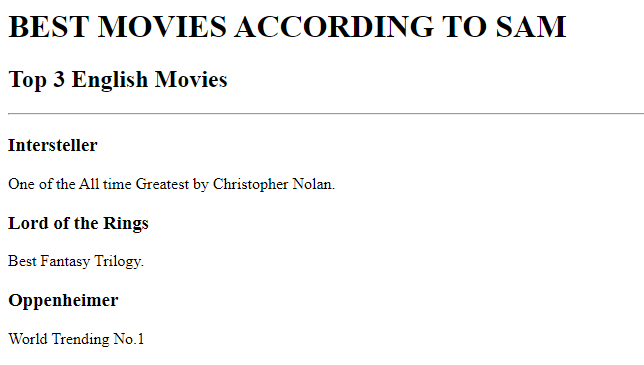 BEST MOVIES ACCORDING TO SAM
Top 3 English Movies
Intersteller
One of the All time Greatest by Christopher Nolan.
Lord of the Rings
Best Fantasy Trilogy.
Oppenheimer
World Trending No.1